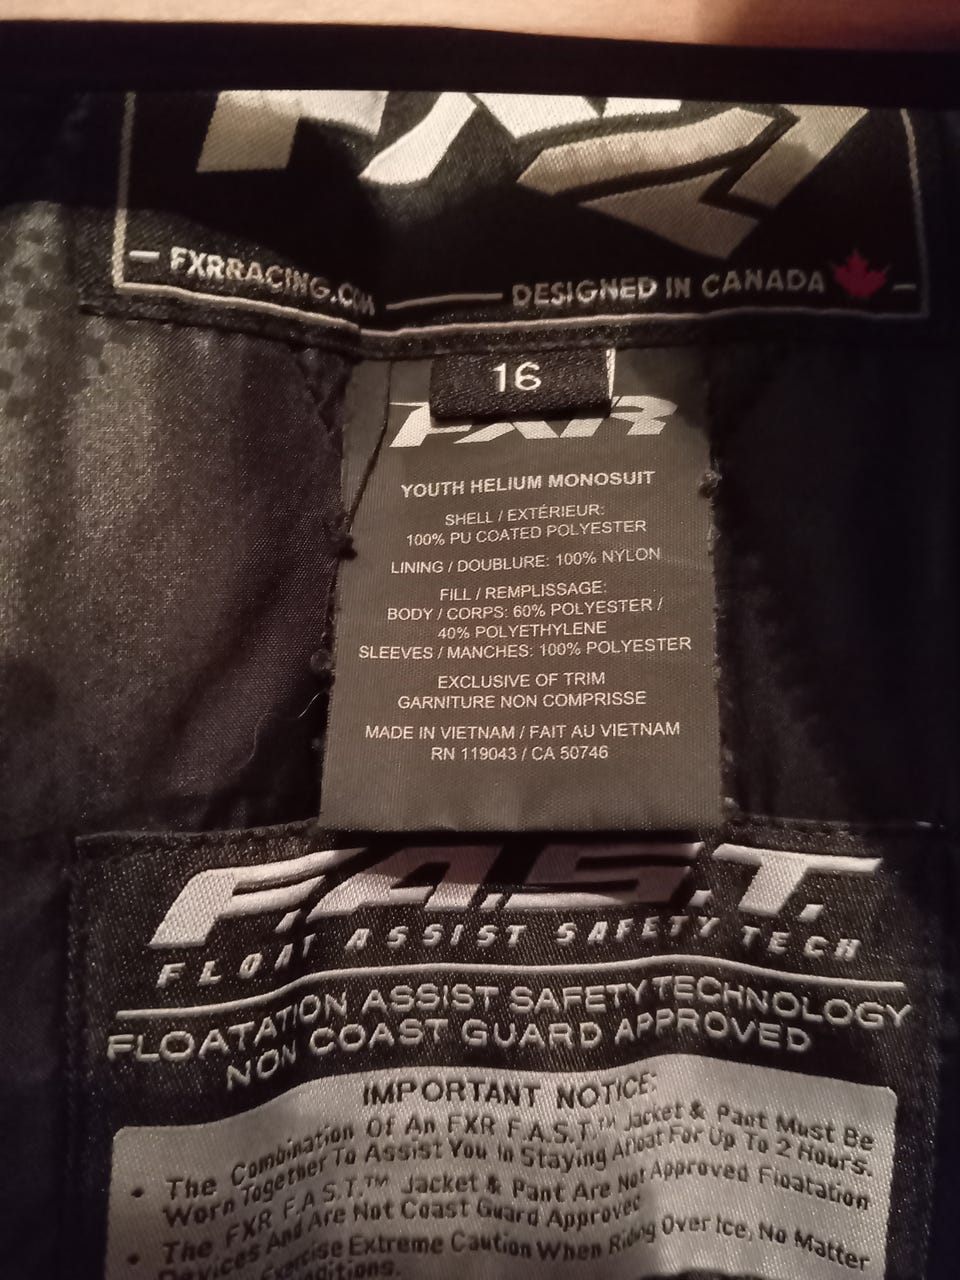 FXR
FXRRACING.COM
DESIGNED IN CANADA
16
FXR
YOUTH HELIUM MONOSUIT
SHELL / EXTÉRIEUR:
100% PU COATED POLYESTER
LINING / DOUBLURE: 100% NYLON
FILL / REMPLISSAGE:
BODY / CORPS: 60% POLYESTER /
40% POLYETHYLENE
SLEEVES / MANCHES: 100% POLYESTER
EXCLUSIVE OF TRIM
GARNITURE NON COMPRISSE
MADE IN VIETNAM / FAIT AU VIETNAM
RN 119043 / CA 50746
F.A.S.T.
FLOAT ASSIST SAFETY TECH
FLOATATION ASSIST SAFETY TECHNOLOGY
NON COAST GUARD APPROVED
IMPORTANT NOTICE:
• The Combination Of An FXR F.A.S.T.™ Jacket & Pant Must Be
Worn Together To Assist You In Staying Afloat For Up To 2 Hours.
• The FXR F.A.S.T.™ Jacket & Pant Are Not Approved Floatation
Devices And Are Not Coast Guard Approved
Exercise Extreme Caution When Riding Over Ice, No Matter